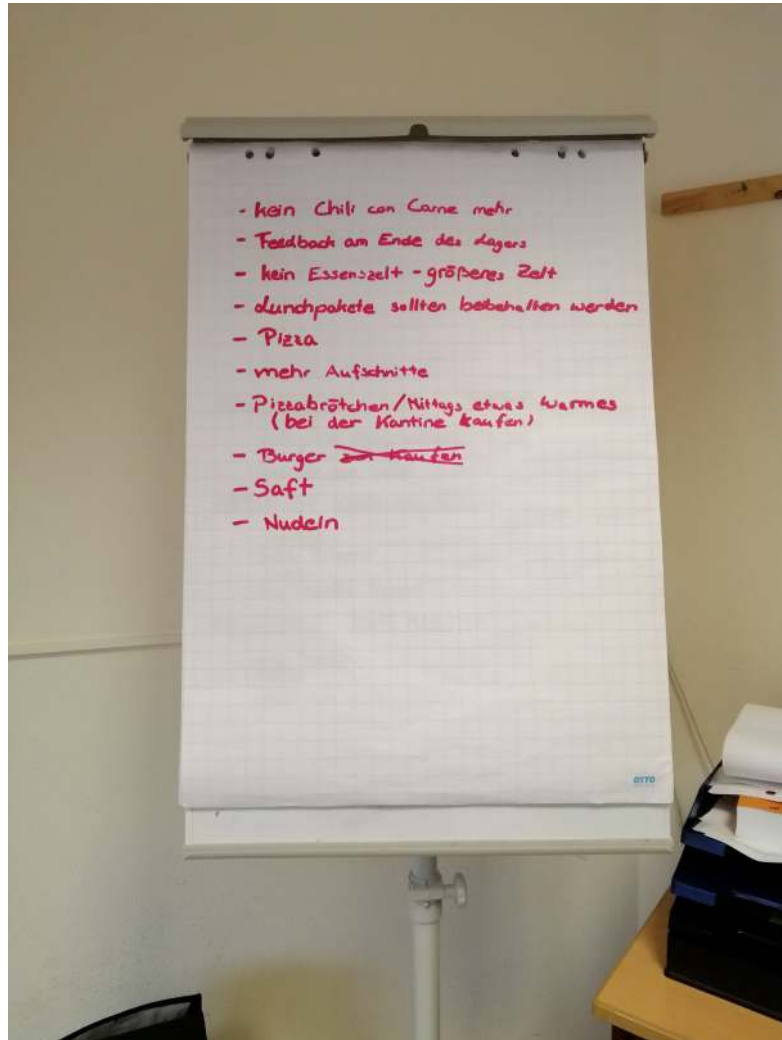 - kein Chili con Carne mehr
- Feedback am Ende des Lagers
- kein Essenszelt - größeres Zelt
- Lunchpakete sollten beibehalten werden
- Pizza
- mehr Aufschnitte
- Pizzabrötchen/Mittags etwas Warmes
(bei der Kantine kaufen)
- Burger kaufen
- Saft
- Nudeln
OTTO